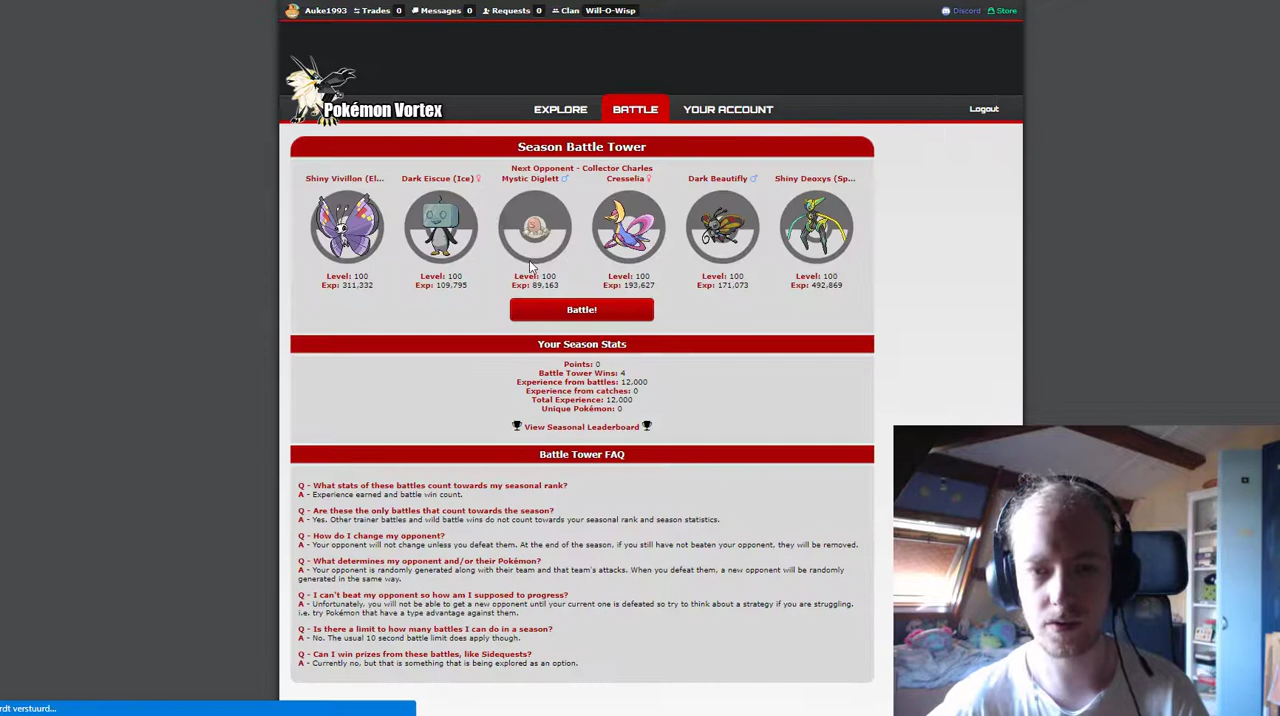 Auke1993 Trades 0 Messages 0 Requests 0 Clan Will-O-Wisp Discord Store
Pokémon Vortex EXPLORE BATTLE YOUR ACCOUNT Logout
Season Battle Tower
Next Opponent - Collector Charles
Shiny Vivillon (El... Dark Eiscue (Ice) Mystic Diglett Cresselia Dark Beautifly Shiny Deoxys (Sp...
Level: 100 Level: 100 Level: 100 Level: 100 Level: 100 Level: 100
Exp: 311,332 Exp: 109,795 Exp: 89,163 Exp: 193,627 Exp: 171,073 Exp: 492,869
Battle!
Your Season Stats
Points: 0
Battle Tower Wins: 4
Experience from battles: 12,000
Experience from catches: 0
Total Experience: 12,000
Unique Pokémon: 0
View Seasonal Leaderboard
Battle Tower FAQ
Q - What stats of these battles count towards my seasonal rank?
A - Experience earned and battle win count.
Q - Are these the only battles that count towards the season?
A - Yes. Other trainer battles and wild battle wins do not count towards your seasonal rank and season statistics.
Q - How do I change my opponent?
A - Your opponent will not change unless you defeat them. At the end of the season, if you still have not beaten your opponent, they will be removed.
Q - What determines my opponent and/or their Pokémon?
A - Your opponent is randomly generated along with their team and that team's attacks. When you defeat them, a new opponent will be randomly
generated in the same way.
Q - I can't beat my opponent so how am I supposed to progress?
A - Unfortunately, you will not be able to get a new opponent until your current one is defeated so try to think about a strategy if you are struggling.
i.e. try Pokémon that have a type advantage against them.
Q - Is there a limit to how many battles I can do in a season?
A - No. The usual 10 second battle limit does apply though.
Q - Can I win prizes from these battles, like Sidequests?
A - Currently no, but that is something that is being explored as an option.
rdt verstuurd...